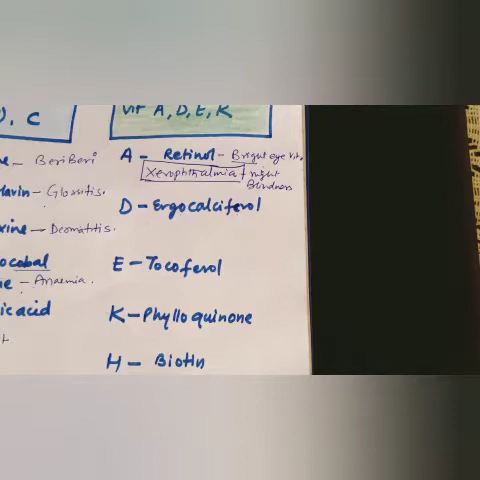 ), C
Vit A, D, E, K
ne - BeriBeri
A - Retinol - Bright eye Vit.
Xerophthalmia + night
Blindness
lavin - Glossitis.
D - Ergocalciferol
xine - Dermatitis.
ocobal
E - Tocoferol
ne - Anaemia.
ic acid
K - Phylloquinone
H - Biotin